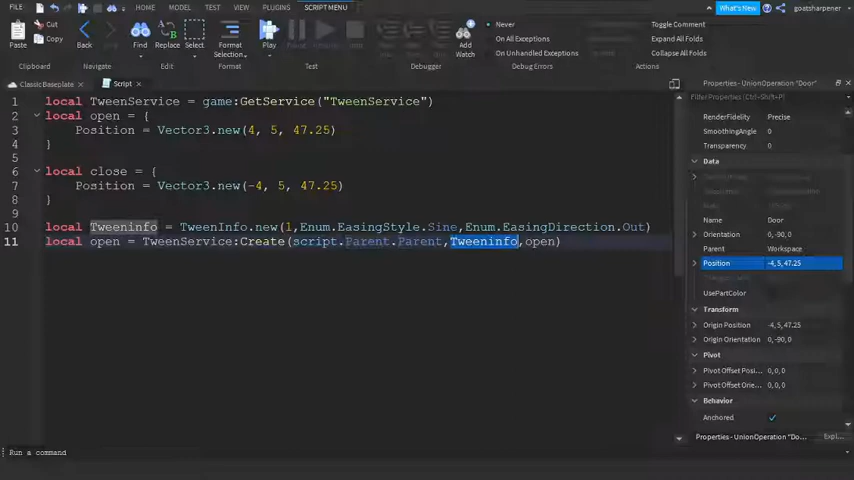 FILE HOME MODEL TEST VIEW PLUGINS SCRIPT MENU What's New goatsharpener
Paste Cut Copy Back Find Replace Select Format Selection Play Add Watch Never On All Exceptions On Unhandled Exceptions Toggle Comment Expand All Folds Collapse All Folds
Clipboard Navigate Edit Format Test Debugger Debug Errors Actions
Classic Baseplate × Script × Properties - UnionOperation "Door"
Filter Properties (Ctrl+Shift+P)
1 local TweenService = game:GetService("TweenService")
2 local open = {
3 Position = Vector3.new(4, 5, 47.25)
4 }
5
6 local close = {
7 Position = Vector3.new(-4, 5, 47.25)
8 }
9
10 local Tweeninfo = TweenInfo.new(1,Enum.EasingStyle.Sine,Enum.EasingDirection.Out)
11 local open = TweenService:Create(script.Parent.Parent,Tweeninfo,open)
RenderFidelity Precise
SmoothingAngle 0
Transparency 0
Data
Name Door
Orientation 0,-90,0
Parent Workspace
Position -4,5,47.25
UsePartColor
Transform
Origin Position -4,5,47.25
Origin Orientation 0,-90,0
Pivot
Pivot Offset Posi... 0,0,0
Pivot Offset Orie... 0,0,0
Behavior
Anchored
Properties - UnionOperation "Do... Expl...
Run a command